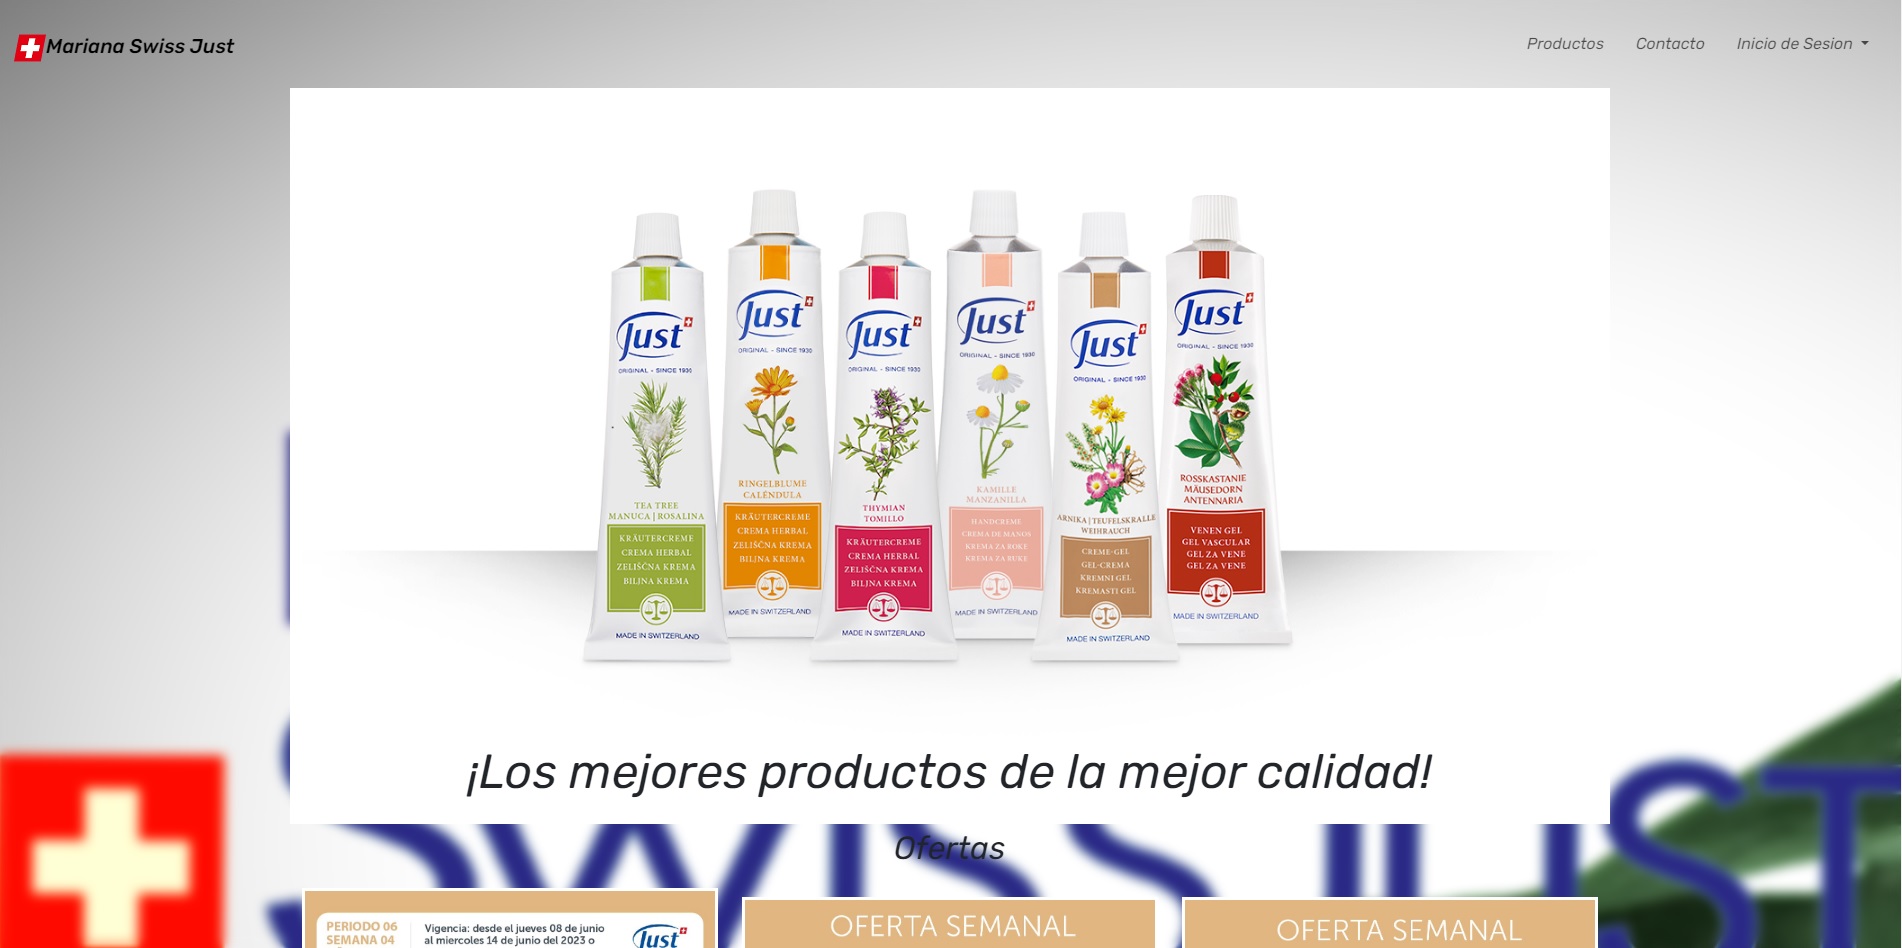 Mariana Swiss Just
Productos
Contacto
Inicio de Sesion
Just
ORIGINAL - SINCE 1930
TEA TREE
MANUCA | ROSALINA
KRÄUTERCREME
CREMA HERBAL
ZELIŠČNA KREMA
BILJNA KREMA
MADE IN SWITZERLAND
Just
ORIGINAL - SINCE 1930
RINGELBLUME
CALÉNDULA
KRÄUTERCREME
CREMA HERBAL
ZELIŠČNA KREMA
BILJNA KREMA
MADE IN SWITZERLAND
Just
ORIGINAL - SINCE 1930
THYMIAN
TOMILLO
KRÄUTERCREME
CREMA HERBAL
ZELIŠČNA KREMA
BILJNA KREMA
MADE IN SWITZERLAND
Just
ORIGINAL - SINCE 1930
KAMILLE
MANZANILLA
HANDCREME
CREMA DE MANOS
KREMA ZA ROKE
KREMA ZA RUKE
MADE IN SWITZERLAND
Just
ORIGINAL - SINCE 1930
ARNIKA | TEUFELSKRALLE
WEIHRAUCH
CREME-GEL
GEL-CREMA
KREMNI GEL
KREMASTI GEL
MADE IN SWITZERLAND
Just
ORIGINAL - SINCE 1930
ROSSKASTANIE
MÄUSEDORN
ANTENNARIA
VENEN GEL
GEL VASCULAR
GEL ZA VENE
GEL ZA VENE
MADE IN SWITZERLAND
¡Los mejores productos de la mejor calidad!
SWISS JUST
Ofertas
PERIODO 06
SEMANA 04
Vigencia: desde el jueves 08 de junio
al miercoles 14 de junio del 2023 o
Just
OFERTA SEMANAL
OFERTA SEMANAL